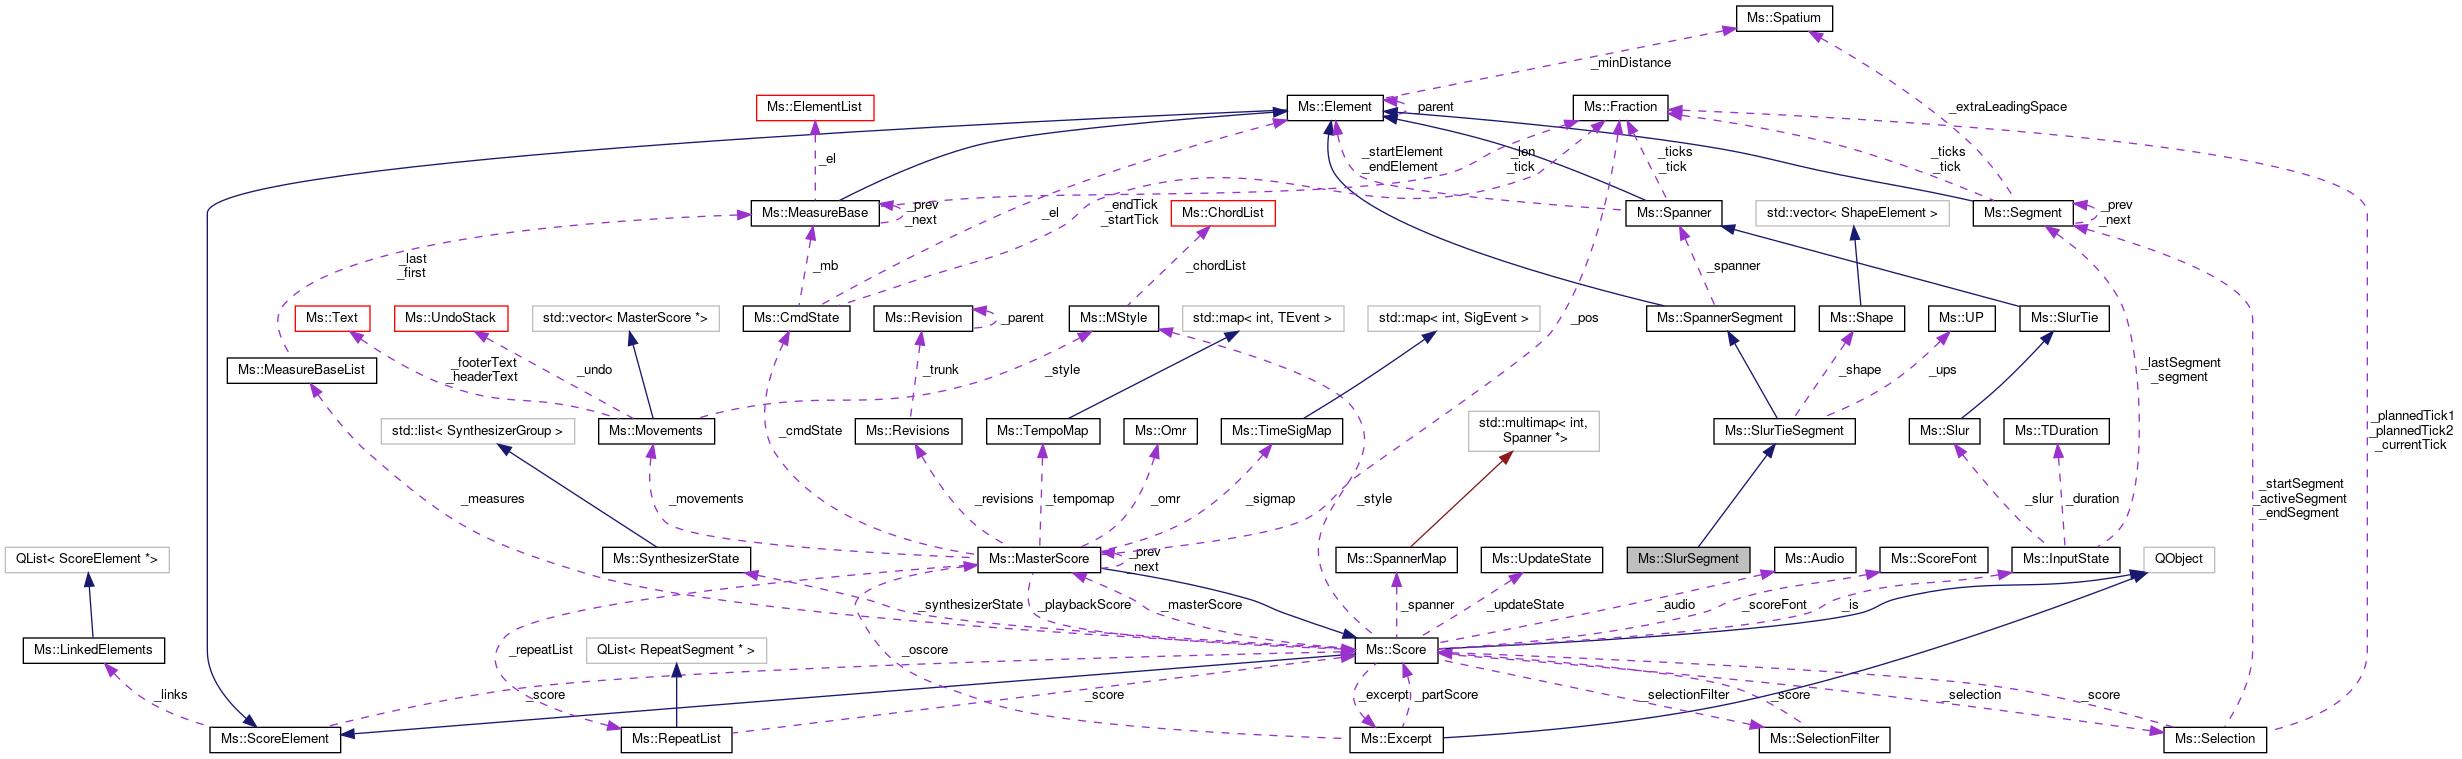 Ms::Spatium
_minDistance
Ms::ElementList
Ms::Element
_parent
Ms::Fraction
_extraLeadingSpace
_el
_startElement
_endElement
_len
_tick
_ticks
_tick
_ticks
_tick
Ms::MeasureBase
_prev
_next
_el
_endTick
_startTick
Ms::ChordList
Ms::Spanner
std::vector< ShapeElement >
Ms::Segment
_prev
_next
_last
_first
_mb
_chordList
_spanner
Ms::Text
Ms::UndoStack
std::vector< MasterScore *>
Ms::CmdState
Ms::Revision
_parent
Ms::MStyle
std::map< int, TEvent >
std::map< int, SigEvent >
_pos
Ms::SpannerSegment
Ms::Shape
Ms::UP
Ms::SlurTie
Ms::MeasureBaseList
_footerText
_headerText
_undo
_trunk
_style
_shape
_ups
_lastSegment
_segment
std::list< SynthesizerGroup >
Ms::Movements
_cmdState
Ms::Revisions
Ms::TempoMap
Ms::Omr
Ms::TimeSigMap
std::multimap< int,
Spanner *>
Ms::SlurTieSegment
Ms::Slur
Ms::TDuration
_plannedTick1
_plannedTick2
_currentTick
_measures
_movements
_revisions
_tempomap
_omr
_sigmap
_style
_slur
_duration
_startSegment
_activeSegment
_endSegment
QList< ScoreElement *>
Ms::SynthesizerState
Ms::MasterScore
_prev
_next
Ms::SpannerMap
Ms::UpdateState
Ms::SlurSegment
Ms::Audio
Ms::ScoreFont
Ms::InputState
QObject
_synthesizerState
_playbackScore
_masterScore
_spanner
_updateState
_audio
_scoreFont
_is
Ms::LinkedElements
_repeatList
QList< RepeatSegment * >
_oscore
Ms::Score
_links
_score
_score
_excerpt
_partScore
_selectionFilter
_score
_selection
_score
Ms::ScoreElement
Ms::RepeatList
Ms::Excerpt
Ms::SelectionFilter
Ms::Selection